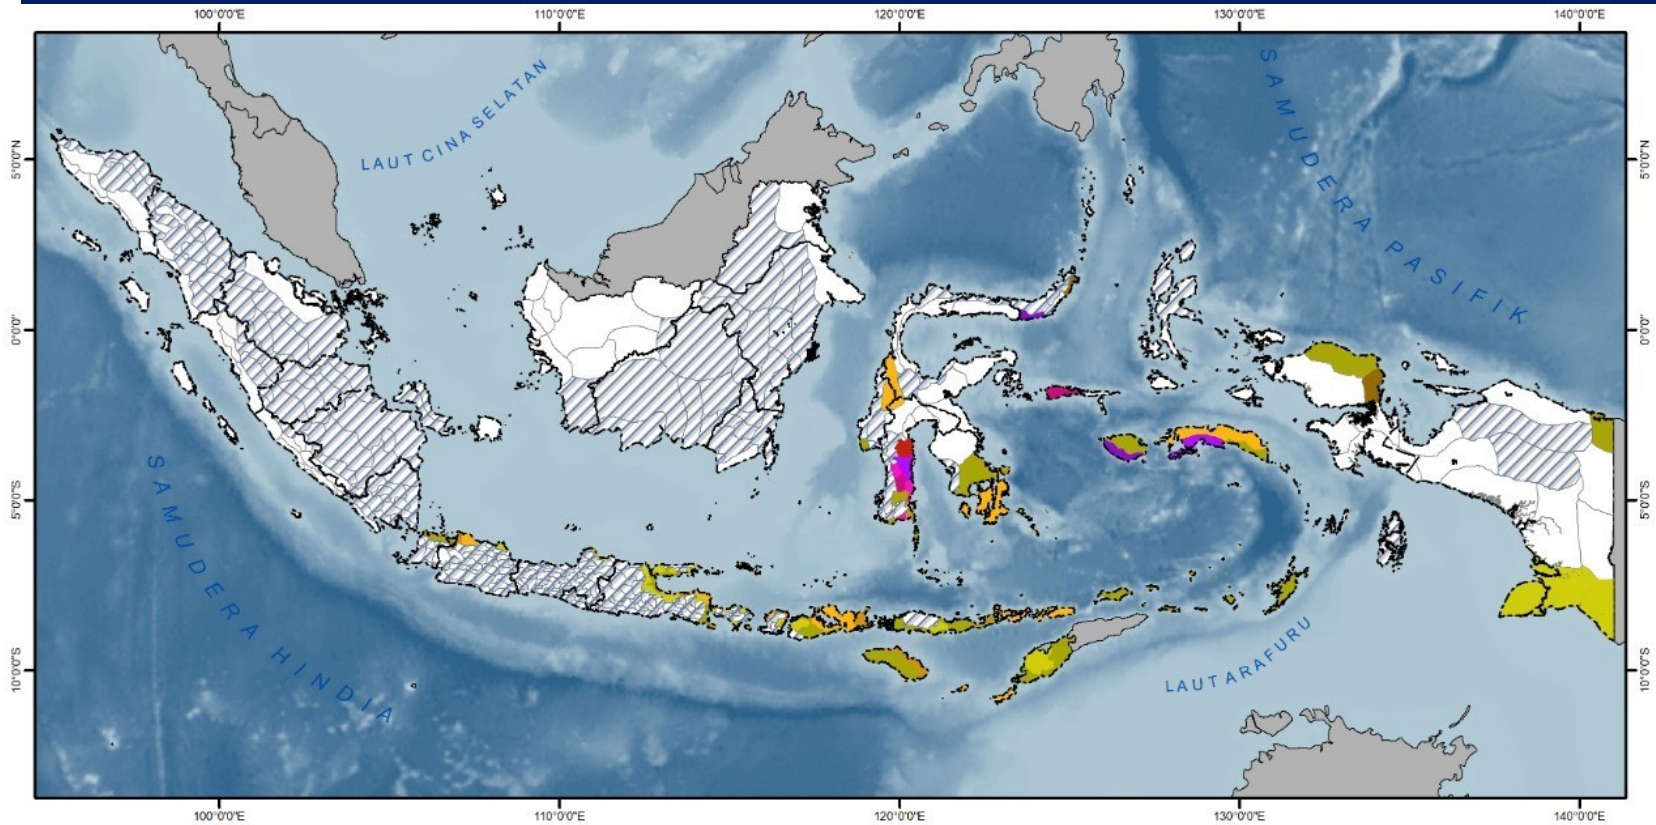 100°0'0"E 110°0'0"E 120°0'0"E 130°0'0"E 140°0'0"E
5°0'0"N 5°0'0"N
LAUT CINA SELATAN
SAMUDERA PASIFIK
0°0'0" 0°0'0"
5°0'0"S 5°0'0"S
SAMUDERA HINDIA
LAUT ARAFURU
10°0'0"S 10°0'0"S
100°0'0"E 110°0'0"E 120°0'0"E 130°0'0"E 140°0'0"E